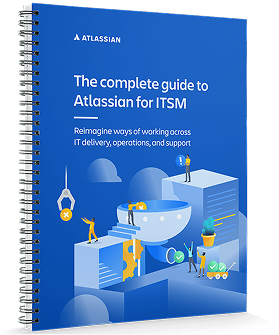 ATLASSIAN
The complete guide to
Atlassian for ITSM
Reimagine ways of working across
IT delivery, operations, and support